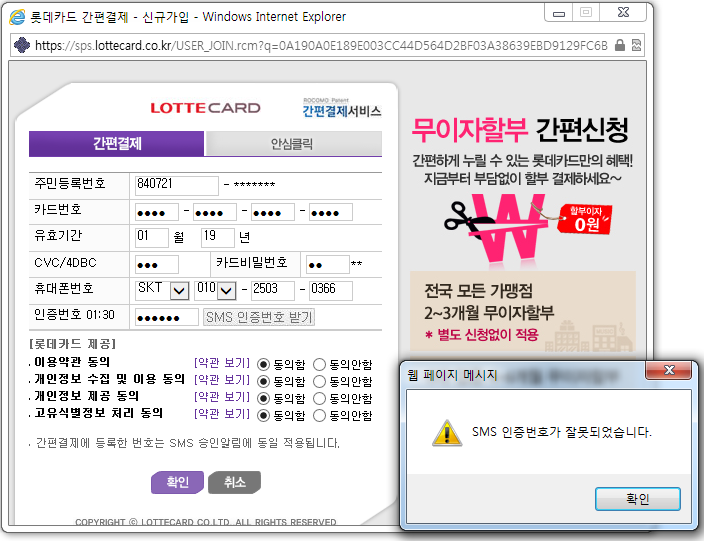 롯데카드 간편결제 - 신규가입 - Windows Internet Explorer
https://sps.lottecard.co.kr/USER_JOIN.rcm?q=0A190A0E189E003CC44D564D2BF03A38639EBD9129FC6B
LOTTECARD ROCOMO Patent 간편결제서비스
간편결제 안심클릭
주민등록번호 840721 - *******
카드번호 •••• - •••• - •••• - ••••
유효기간 01 월 19 년
CVC/4DBC ••• 카드비밀번호 •• **
휴대폰번호 SKT 010 - 2503 - 0366
인증번호 01:30 •••••• SMS 인증번호 받기
[롯데카드 제공]
. 이용약관 동의 [약관 보기] 동의함 동의안함
. 개인정보 수집 및 이용 동의 [약관 보기] 동의함 동의안함
. 개인정보 제공 동의 [약관 보기] 동의함 동의안함
. 고유식별정보 처리 동의 [약관 보기] 동의함 동의안함
. 간편결제에 등록한 번호는 SMS 승인알림에 동일 적용됩니다.
확인 취소
COPYRIGHT ⓒ LOTTECARD CO.LTD. ALL RIGHTS RESERVED
무이자할부 간편신청
간편하게 누릴 수 있는 롯데카드만의 혜택!
지금부터 부담없이 할부 결제하세요~
할부이자
0원
전국 모든 가맹점
2~3개월 무이자할부
* 별도 신청없이 적용
웹 페이지 메시지
SMS 인증번호가 잘못되었습니다.
확인